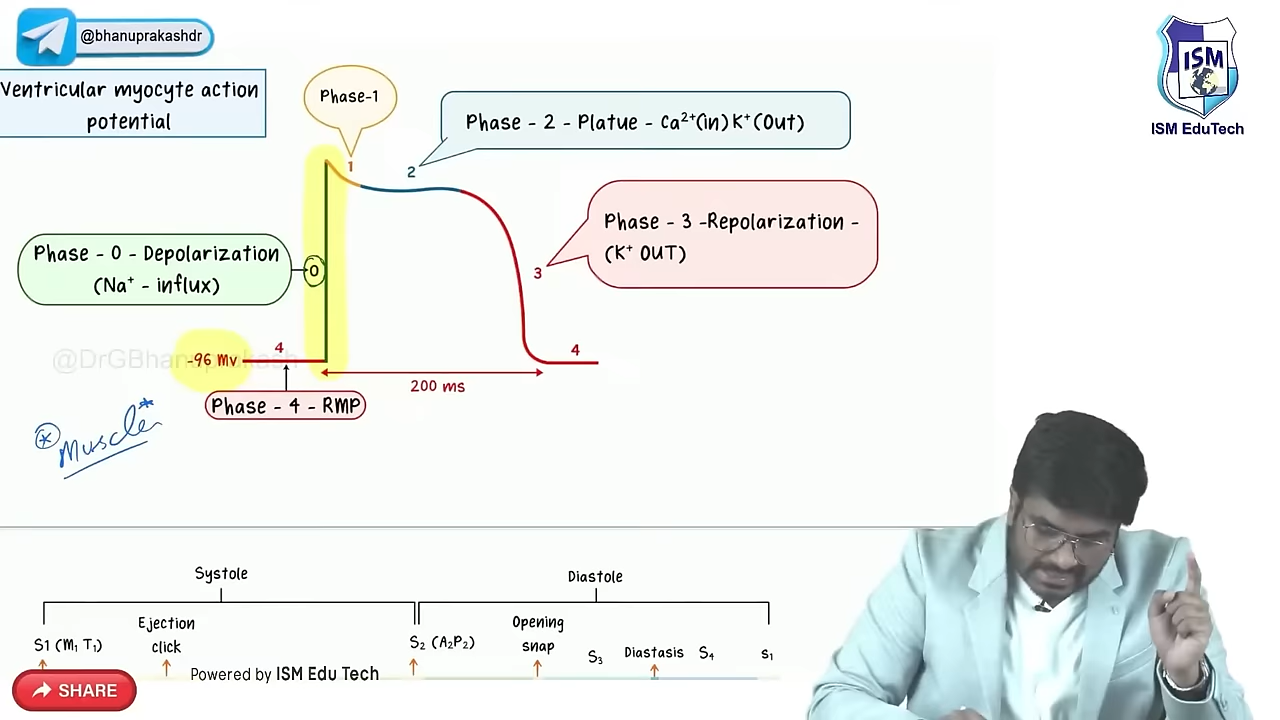 @bhanuprakashdr
ISM
ISM EduTech
Ventricular myocyte action
potential
Phase-1
Phase - 2 - Platue - Ca²⁺(in) K⁺(Out)
1
2
Phase - 3 -Repolarization -
(K⁺ OUT)
Phase - 0 - Depolarization
(Na⁺ - influx)
0
3
@DrGBhanuprakash
-96 Mv
4
4
200 ms
Phase - 4 - RMP
Muscle
Systole
Diastole
S1 (M₁ T₁)
Ejection
click
S₂ (A₂P₂)
Opening
snap
S₃
Diastasis
S₄
s₁
SHARE
Powered by ISM Edu Tech